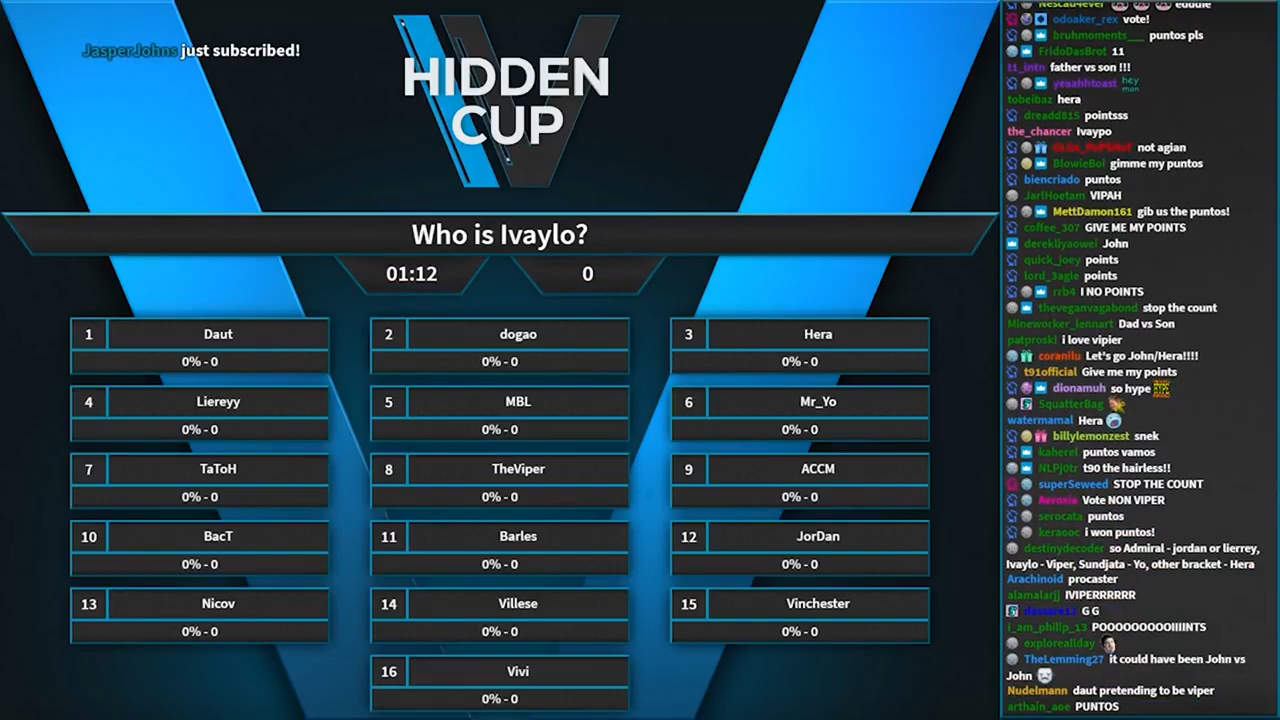 JasperJohns just subscribed!
HIDDEN
CUP
Who is Ivaylo?
01:12
0
1 Daut
0% - 0
2 dogao
0% - 0
3 Hera
0% - 0
4 Liereyy
0% - 0
5 MBL
0% - 0
6 Mr_Yo
0% - 0
7 TaToH
0% - 0
8 TheViper
0% - 0
9 ACCM
0% - 0
10 BacT
0% - 0
11 Barles
0% - 0
12 JorDan
0% - 0
13 Nicov
0% - 0
14 Villese
0% - 0
15 Vinchester
0% - 0
16 Vivi
0% - 0
odoaker_rex vote!
bruhmoments___ puntos pls
FridoDasBrot 11
t1_intn father vs son !!!
yeaahhtoast hey man
tobeibaz hera
dreadd815 pointsss
the_chancer Ivaypo
not agian
BlowieBol gimme my puntos
biencriado puntos
JarlHoetam VIPAH
MettDamon161 gib us the puntos!
coffee_307 GIVE ME MY POINTS
derekliyaowei John
quick_joey points
lord_3agle points
rrb4 I NO POINTS
theveganvagabond stop the count
Mineworker_lennart Dad vs Son
patproski i love vipier
coranilu Let's go John/Hera!!!!
t91official Give me my points
dionamuh so hype
SquatterBag
watermamal Hera
billylemonzest snek
kaherel puntos vamos
NLPj0tr t90 the hairless!!
superSeweed STOP THE COUNT
Aerosia Vote NON VIPER
serocata puntos
keraooc i won puntos!
destinydecoder so Admiral - jordan or lierrey,
Ivaylo - Viper, Sundjata - Yo, other bracket - Hera
Arachinoid procaster
alamalarjj IVIPERRRRRR
G G
i_am_phillp_13 POOOOOOOOOIIIINTS
exploreallday
TheLemming27 it could have been John vs
John
Nudelmann daut pretending to be viper
arthain_aoe PUNTOS